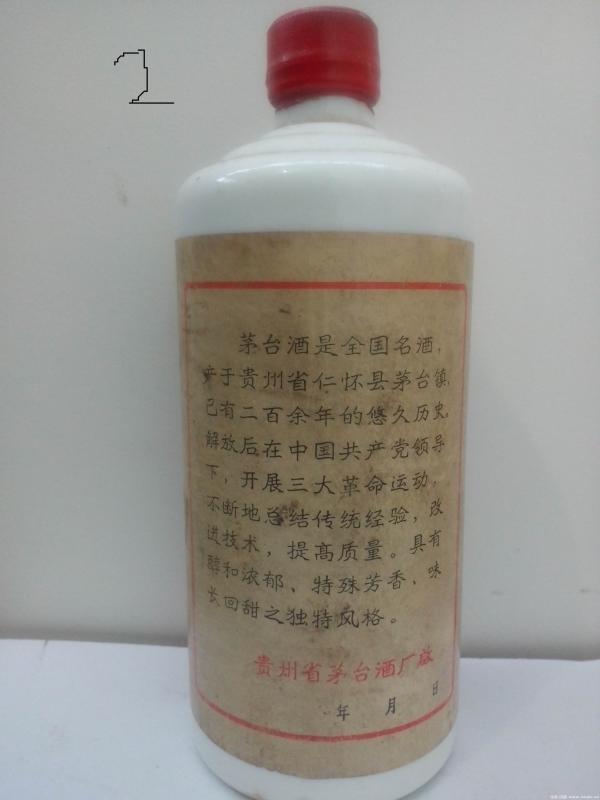 2
茅台酒是全国名酒，
产于贵州省仁怀县茅台镇，
已有二百余年的悠久历史。
解放后在中国共产党领导
下，开展三大革命运动，
不断地总结传统经验，改
进技术，提高质量。具有
醇和浓郁、特殊芳香、味
长回甜之独特风格。
贵州省茅台酒厂啟
年 月 日